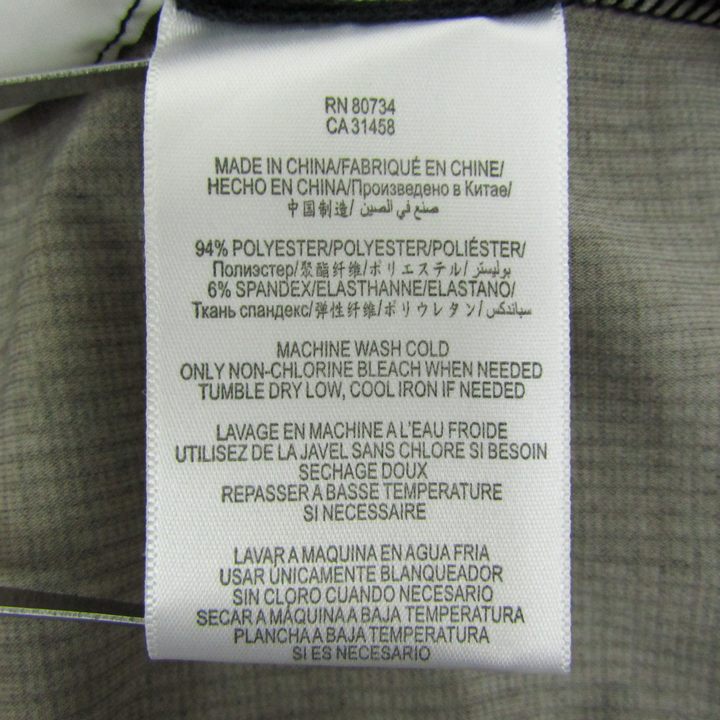 RN 80734
CA 31458
MADE IN CHINA/FABRIQUÉ EN CHINE/
HECHO EN CHINA/Произведено в Китае/
中国制造/ صنع في الصين/
94% POLYESTER/POLYESTER/POLIÉSTER/
Полиэстер/聚酯纤维/ポリエステル/ بوليستر/
6% SPANDEX/ELASTHANNE/ELASTANO/
Ткань спандекс/弹性纤维/ポリウレタン/ سباندكس/
MACHINE WASH COLD
ONLY NON-CHLORINE BLEACH WHEN NEEDED
TUMBLE DRY LOW, COOL IRON IF NEEDED
LAVAGE EN MACHINE A L'EAU FROIDE
UTILISEZ DE LA JAVEL SANS CHLORE SI BESOIN
SECHAGE DOUX
REPASSER A BASSE TEMPERATURE
SI NECESSAIRE
LAVAR A MAQUINA EN AGUA FRIA
USAR ÚNICAMENTE BLANQUEADOR
SIN CLORO CUANDO NECESARIO
SECAR A MÁQUINA A BAJA TEMPERATURA
PLANCHA A BAJA TEMPERATURA
SI ES NECESARIO